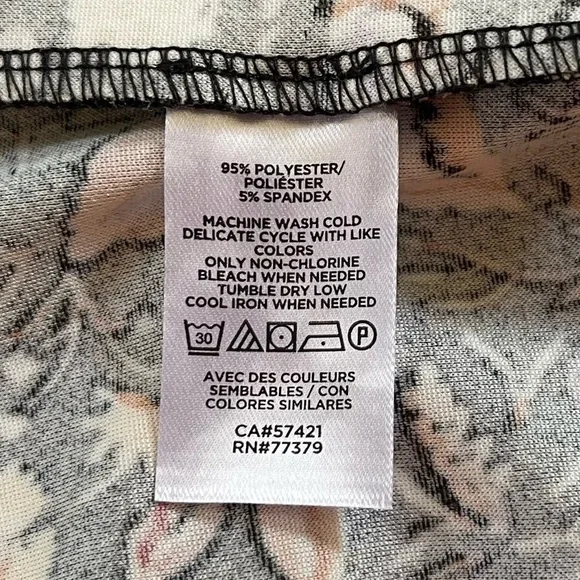 95% POLYESTER/
POLIÉSTER
5% SPANDEX
MACHINE WASH COLD
DELICATE CYCLE WITH LIKE
COLORS
ONLY NON-CHLORINE
BLEACH WHEN NEEDED
TUMBLE DRY LOW
COOL IRON WHEN NEEDED
30 P
AVEC DES COULEURS
SEMBLABLES / CON
COLORES SIMILARES
CA#57421
RN#77379